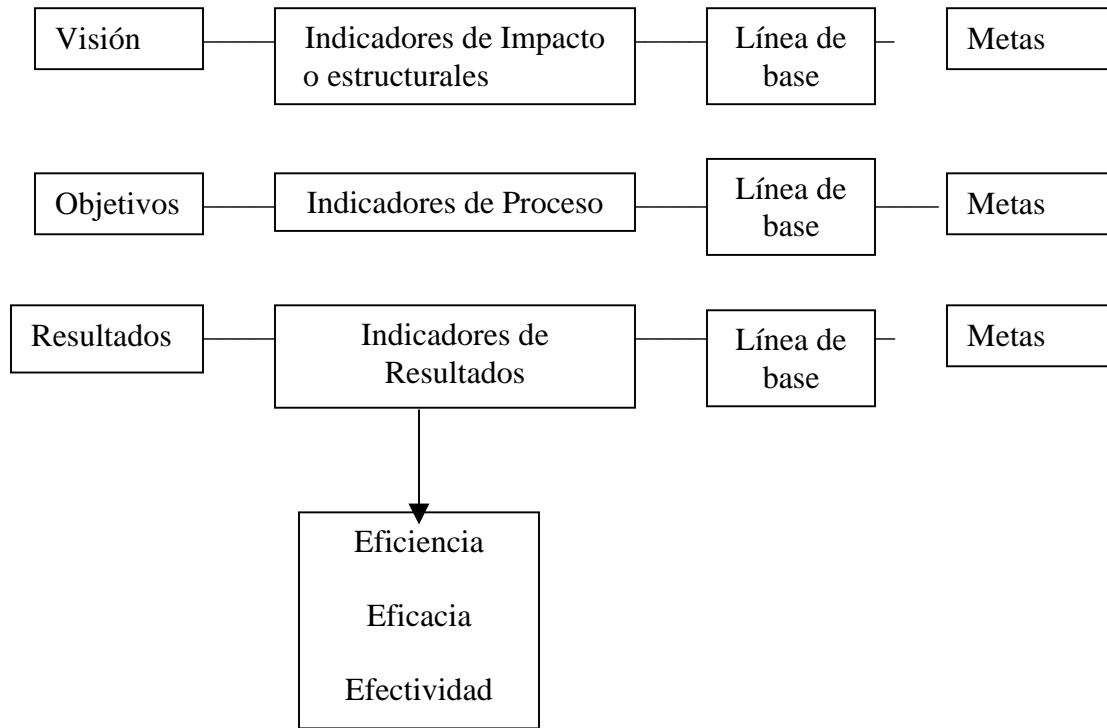 Visión
Indicadores de Impacto
o estructurales
Línea de
base
Metas
Objetivos
Indicadores de Proceso
Línea de
base
Metas
Resultados
Indicadores de
Resultados
Línea de
base
Metas
Eficiencia
Eficacia
Efectividad